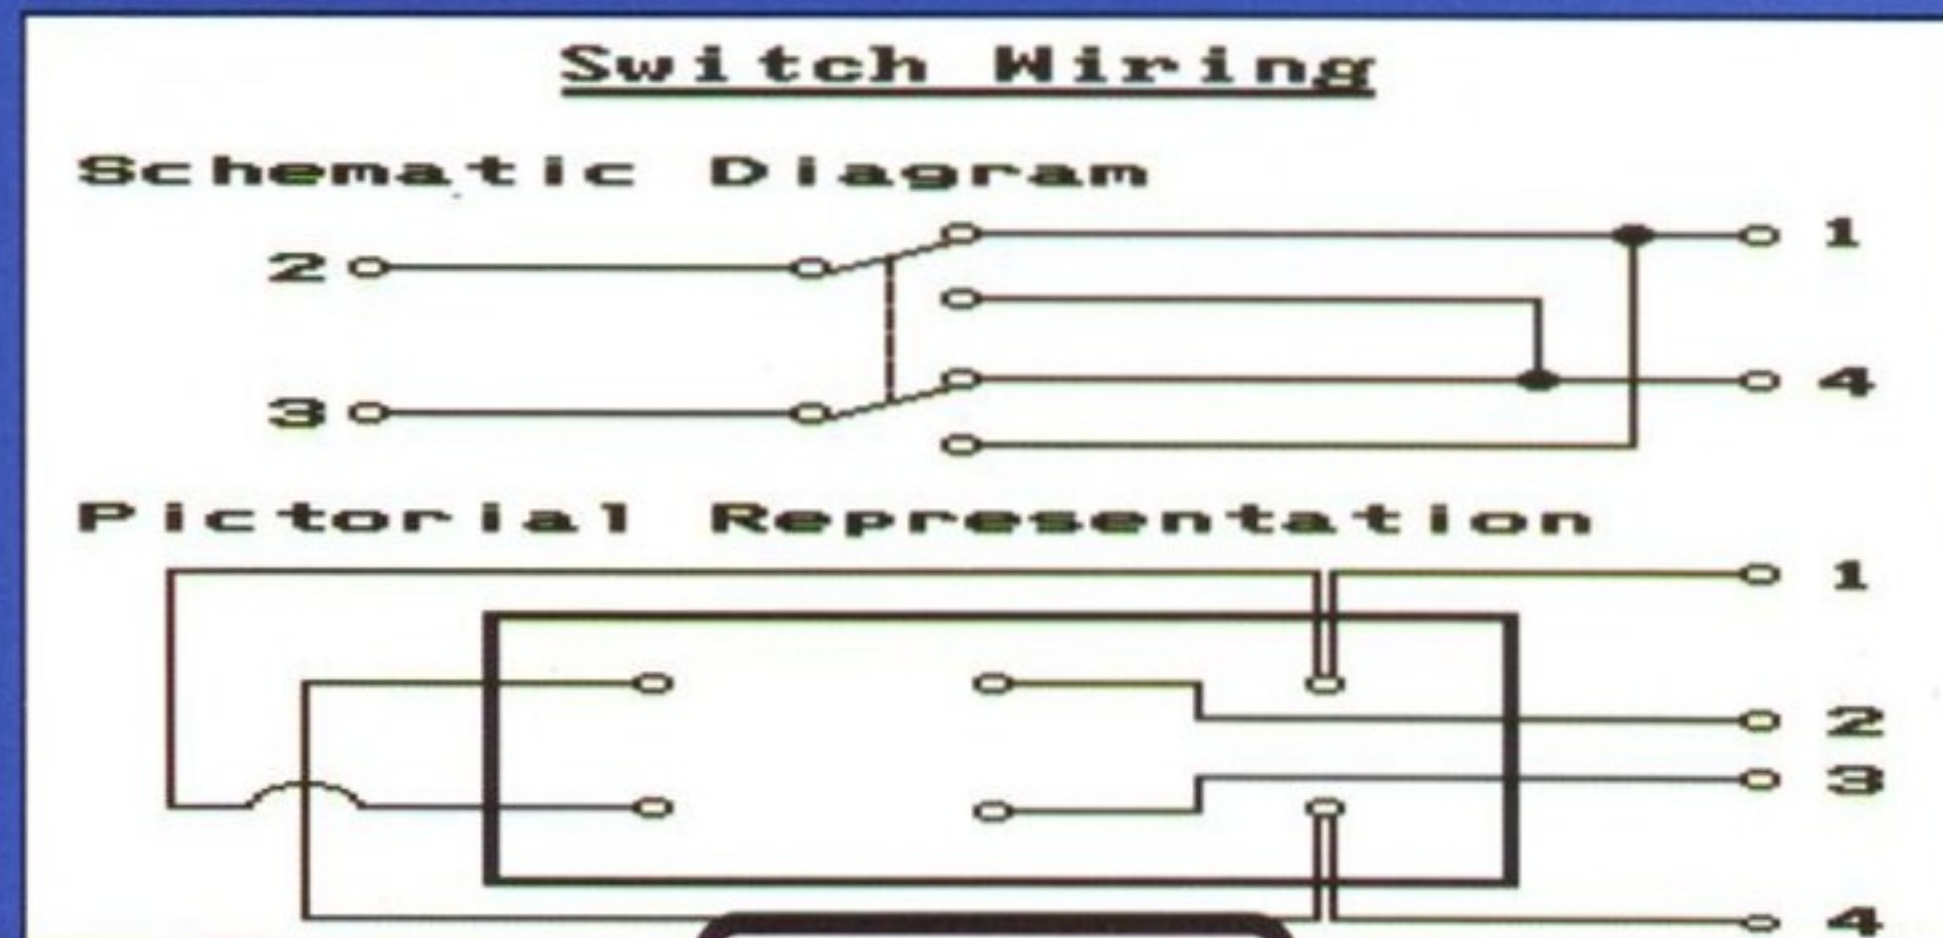 Switch Wiring
Schematic Diagram
1
2
4
3
Pictorial Representation
1
2
3
4